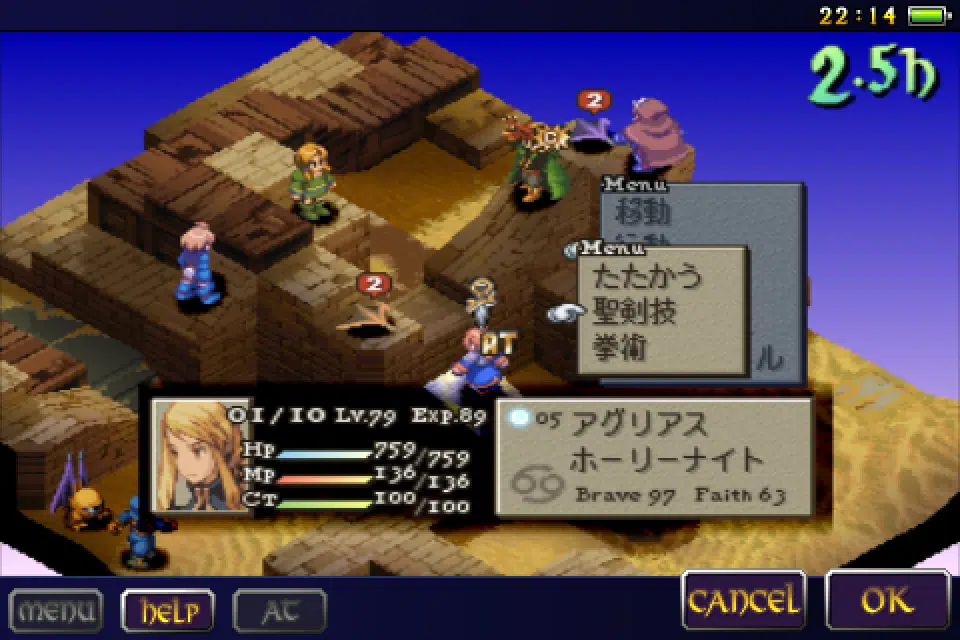 22:14
2.5h
2
Menu
移動
Menu
たたかう
聖剣技
拳術
ル
2
AT
01/10 Lv.79 Exp.89
Hp 759/759
Mp 136/136
CT 100/100
05 アグリアス
ホーリーナイト
Brave 97 Faith 63
MENU
HELP
AT
CANCEL
OK